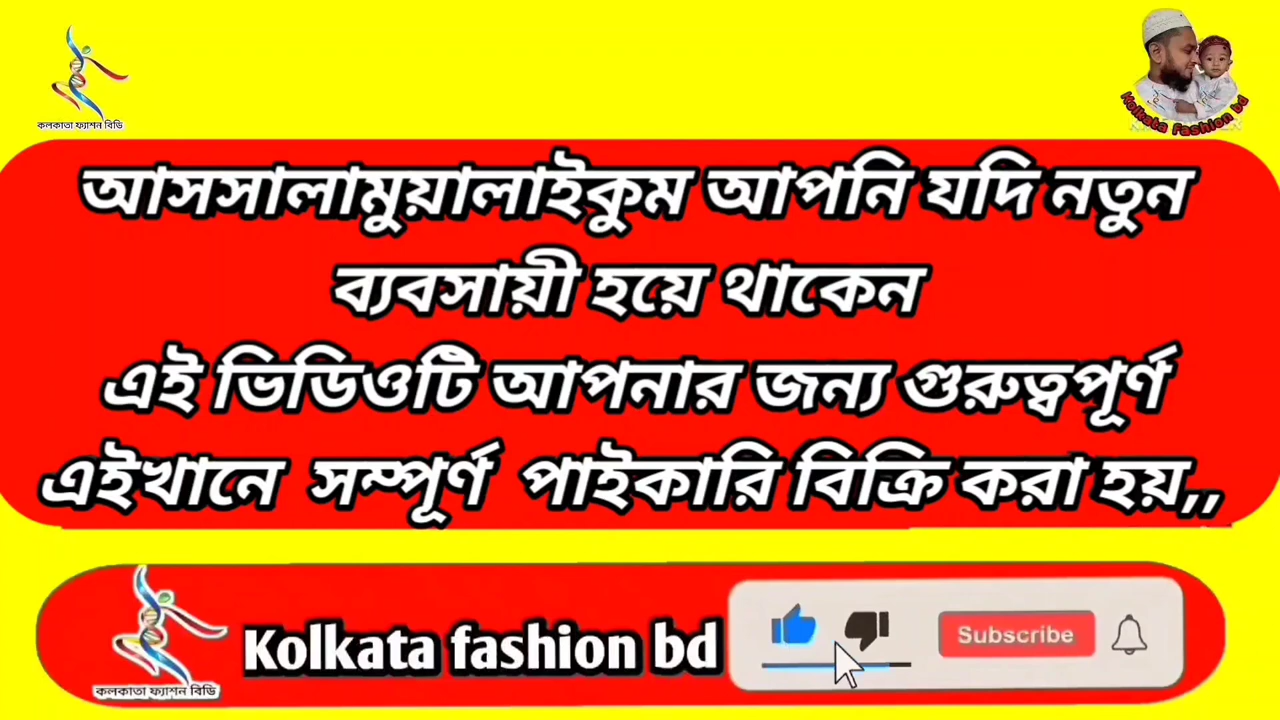 কলকাতা ফ্যাশন বিডি
Kolkata fashion bd
আসসালামুয়ালাইকুম আপনি যদি নতুন
ব্যবসায়ী হয়ে থাকেন
এই ভিডিওটি আপনার জন্য গুরুত্বপূর্ণ
এইখানে সম্পূর্ণ পাইকারি বিক্রি করা হয়,,
Kolkata fashion bd
Subscribe
কলকাতা ফ্যাশন বিডি